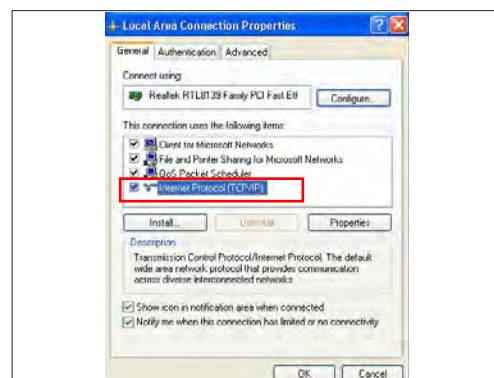 Local Area Connection Properties
General Authentication Advanced
Connect using:
Realtek RTL8139 Family PCI Fast Eth
Configure...
This connection uses the following items:
Client for Microsoft Networks
File and Printer Sharing for Microsoft Networks
QoS Packet Scheduler
Internet Protocol (TCP/IP)
Install... Uninstall Properties
Description
Transmission Control Protocol/Internet Protocol. The default
wide area network protocol that provides communication
across diverse interconnected networks.
Show icon in notification area when connected
Notify me when this connection has limited or no connectivity
OK Cancel